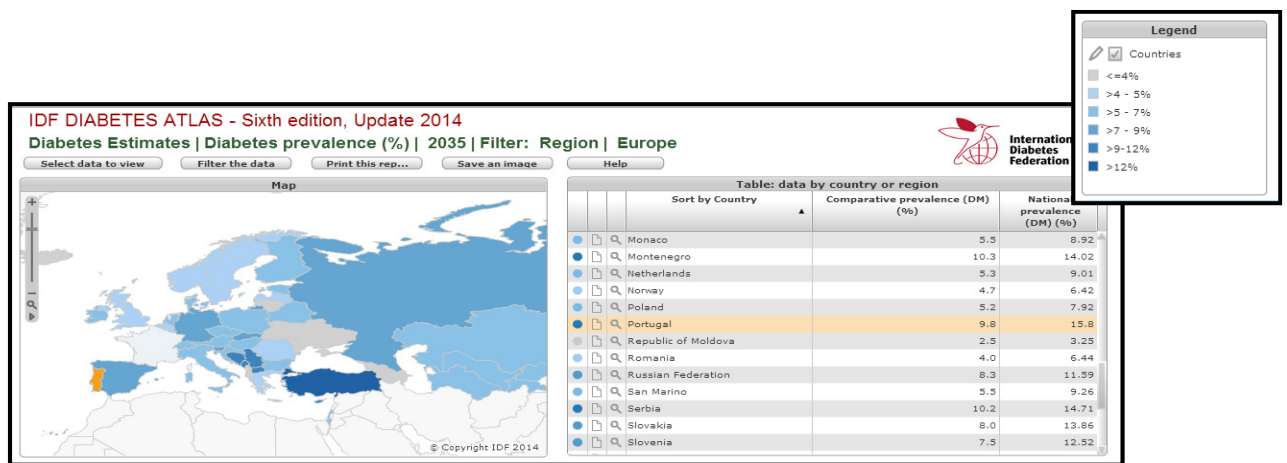 Legend
Countries
<=4%
>4 - 5%
>5 - 7%
>7 - 9%
>9-12%
>12%
IDF DIABETES ATLAS - Sixth edition, Update 2014
Diabetes Estimates | Diabetes prevalence (%) | 2035 | Filter: Region | Europe
Select data to view Filter the data Print this rep... Save an image Help
International
Diabetes
Federation
Map
© Copyright IDF 2014
Table: data by country or region
Sort by Country Comparative prevalence (DM) (%) National prevalence (DM) (%)
Monaco 5.5 8.92
Montenegro 10.3 14.02
Netherlands 5.3 9.01
Norway 4.7 6.42
Poland 5.2 7.92
Portugal 9.8 15.8
Republic of Moldova 2.5 3.25
Romania 4.0 6.44
Russian Federation 8.3 11.59
San Marino 5.5 9.26
Serbia 10.2 14.71
Slovakia 8.0 13.86
Slovenia 7.5 12.52